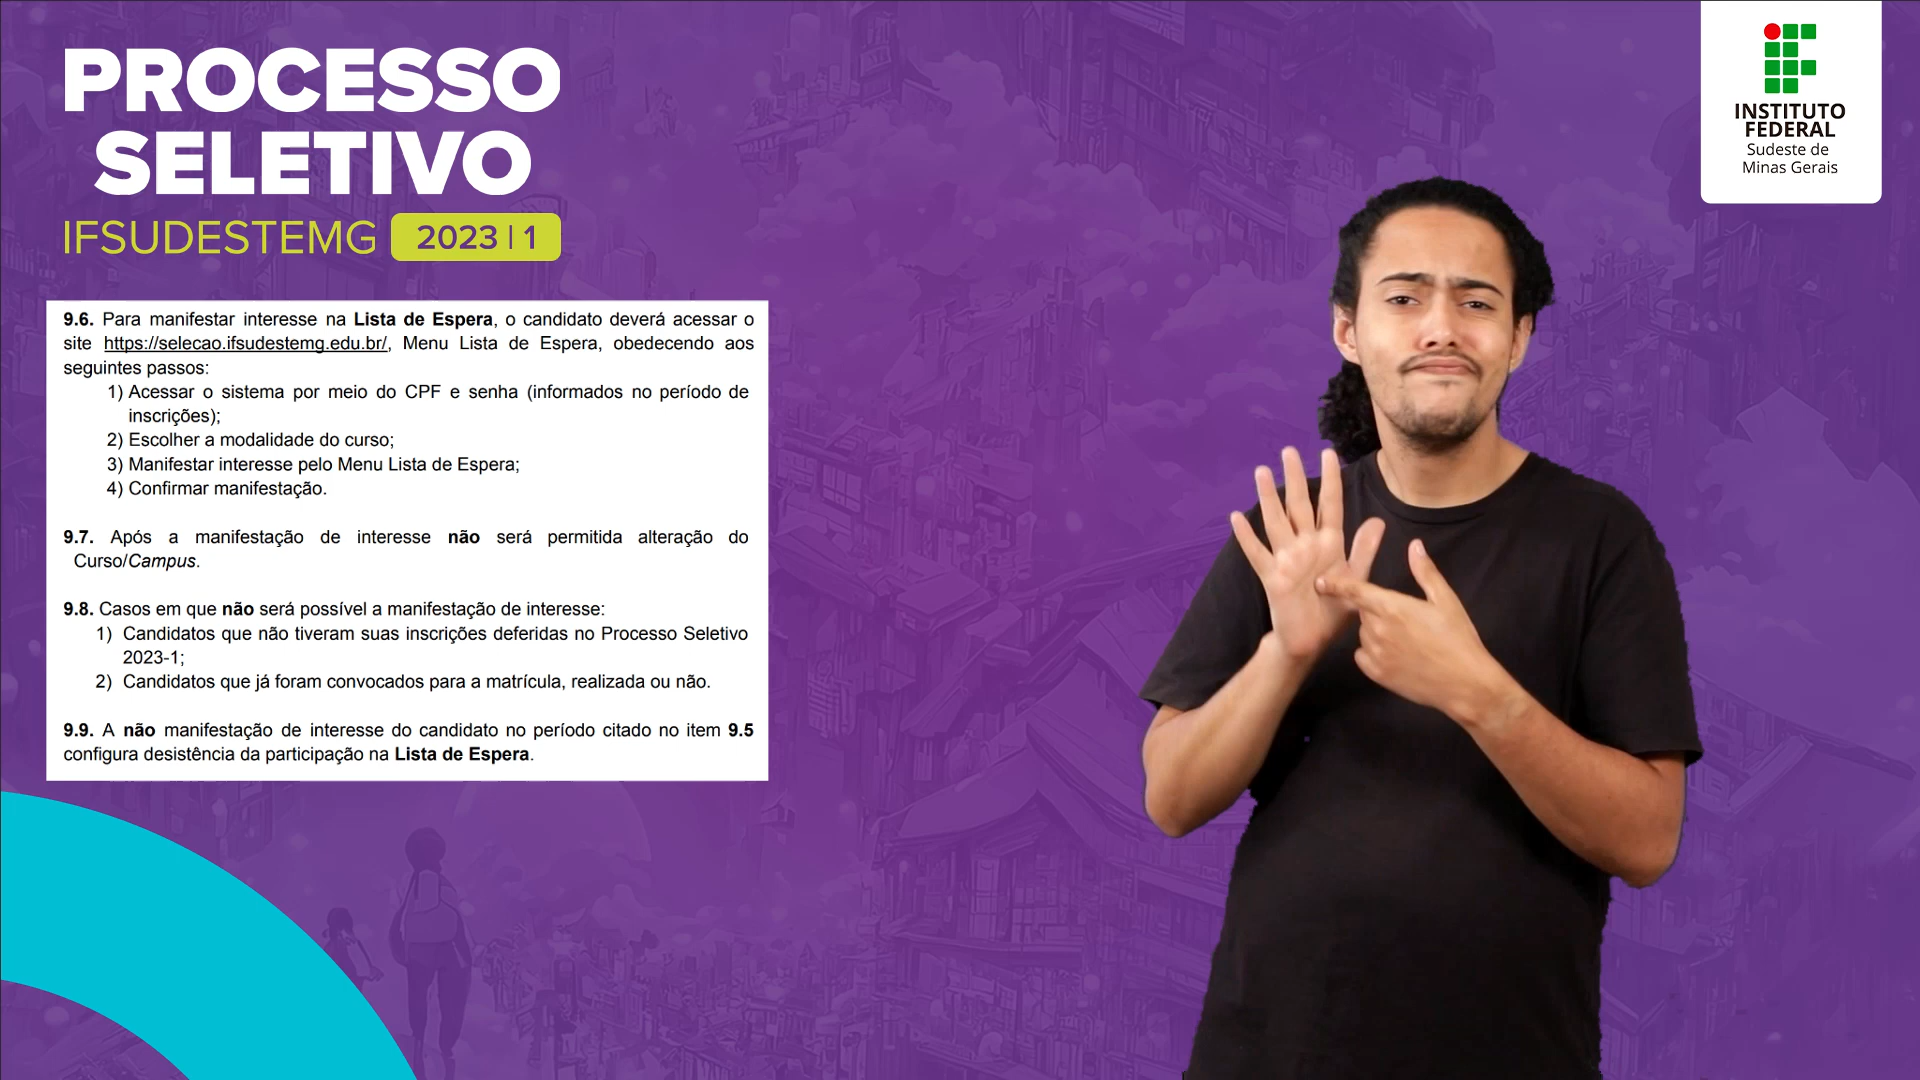 PROCESSO
SELETIVO
IFSUDESTEMG 2023 | 1
INSTITUTO
FEDERAL
Sudeste de
Minas Gerais
9.6. Para manifestar interesse na Lista de Espera, o candidato deverá acessar o
site https://selecao.ifsudestemg.edu.br/, Menu Lista de Espera, obedecendo aos
seguintes passos:
1) Acessar o sistema por meio do CPF e senha (informados no período de
inscrições);
2) Escolher a modalidade do curso;
3) Manifestar interesse pelo Menu Lista de Espera;
4) Confirmar manifestação.
9.7. Após a manifestação de interesse não será permitida alteração do
Curso/Campus.
9.8. Casos em que não será possível a manifestação de interesse:
1) Candidatos que não tiveram suas inscrições deferidas no Processo Seletivo
2023-1;
2) Candidatos que já foram convocados para a matrícula, realizada ou não.
9.9. A não manifestação de interesse do candidato no período citado no item 9.5
configura desistência da participação na Lista de Espera.